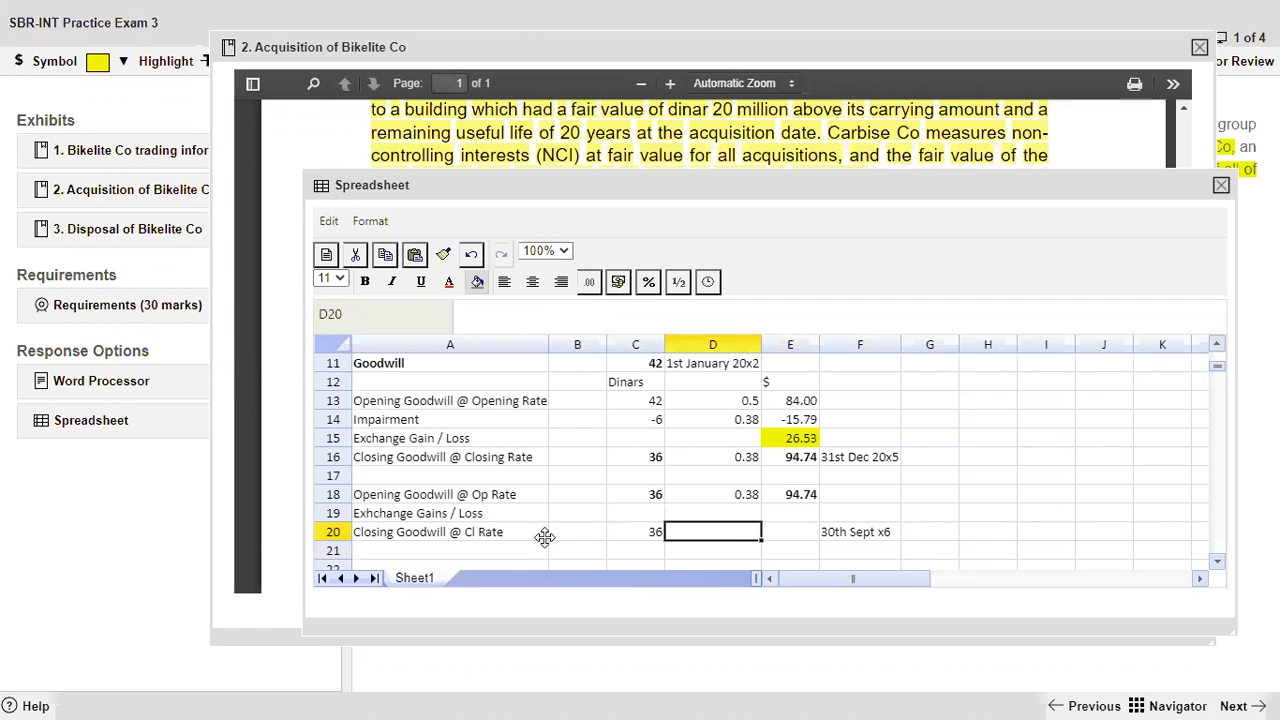 SBR-INT Practice Exam 3
2. Acquisition of Bikelite Co
1 of 4
Symbol
Highlight
or Review
Page: 1 of 1
Automatic Zoom
Exhibits
1. Bikelite Co trading infor
2. Acquisition of Bikelite C
3. Disposal of Bikelite Co
Requirements
Requirements (30 marks)
Response Options
Word Processor
Spreadsheet
to a building which had a fair value of dinar 20 million above its carrying amount and a
remaining useful life of 20 years at the acquisition date. Carbise Co measures non-
controlling interests (NCI) at fair value for all acquisitions, and the fair value of the
group
Co, an
all of
Spreadsheet
Edit Format
100%
11 B I U A .00 $ % 1/2
D20
A B C D E F G H I J K
11 Goodwill 42 1st January 20x2
12 Dinars $
13 Opening Goodwill @ Opening Rate 42 0.5 84.00
14 Impairment -6 0.38 -15.79
15 Exchange Gain / Loss 26.53
16 Closing Goodwill @ Closing Rate 36 0.38 94.74 31st Dec 20x5
17
18 Opening Goodwill @ Op Rate 36 0.38 94.74
19 Exhchange Gains / Loss
20 Closing Goodwill @ Cl Rate 36 30th Sept x6
21
22
Sheet1
Help
Previous Navigator Next